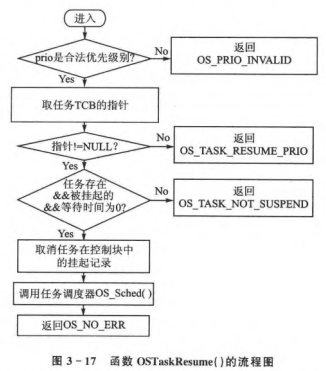 进入
prio是合法优先级别?
No
返回
OS_PRIO_INVALID
Yes
取任务TCB的指针
指针!=NULL?
No
返回
OS_TASK_RESUME_PRIO
Yes
任务存在
&&被挂起的
&&等待时间为0?
No
返回
OS_TASK_NOT_SUSPEND
Yes
取消任务在控制块中
的挂起记录
调用任务调度器OS_Sched()
返回OS_NO_ERR
图 3-17 函数 OSTaskResume()的流程图